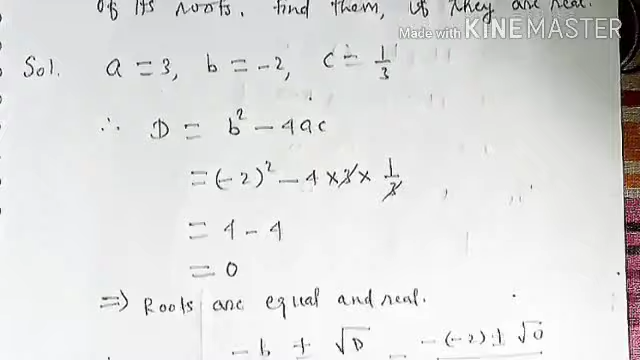 of its roots. find them, if they are real.
Made with KINEMASTER
Sol. a = 3, b = -2, c = 1/3
∴ D = b² - 4ac
= (-2)² - 4 × 3 × 1/3
= 4 - 4
= 0
=> Roots are equal and real.
-b ± √D = -(-2) ± √0